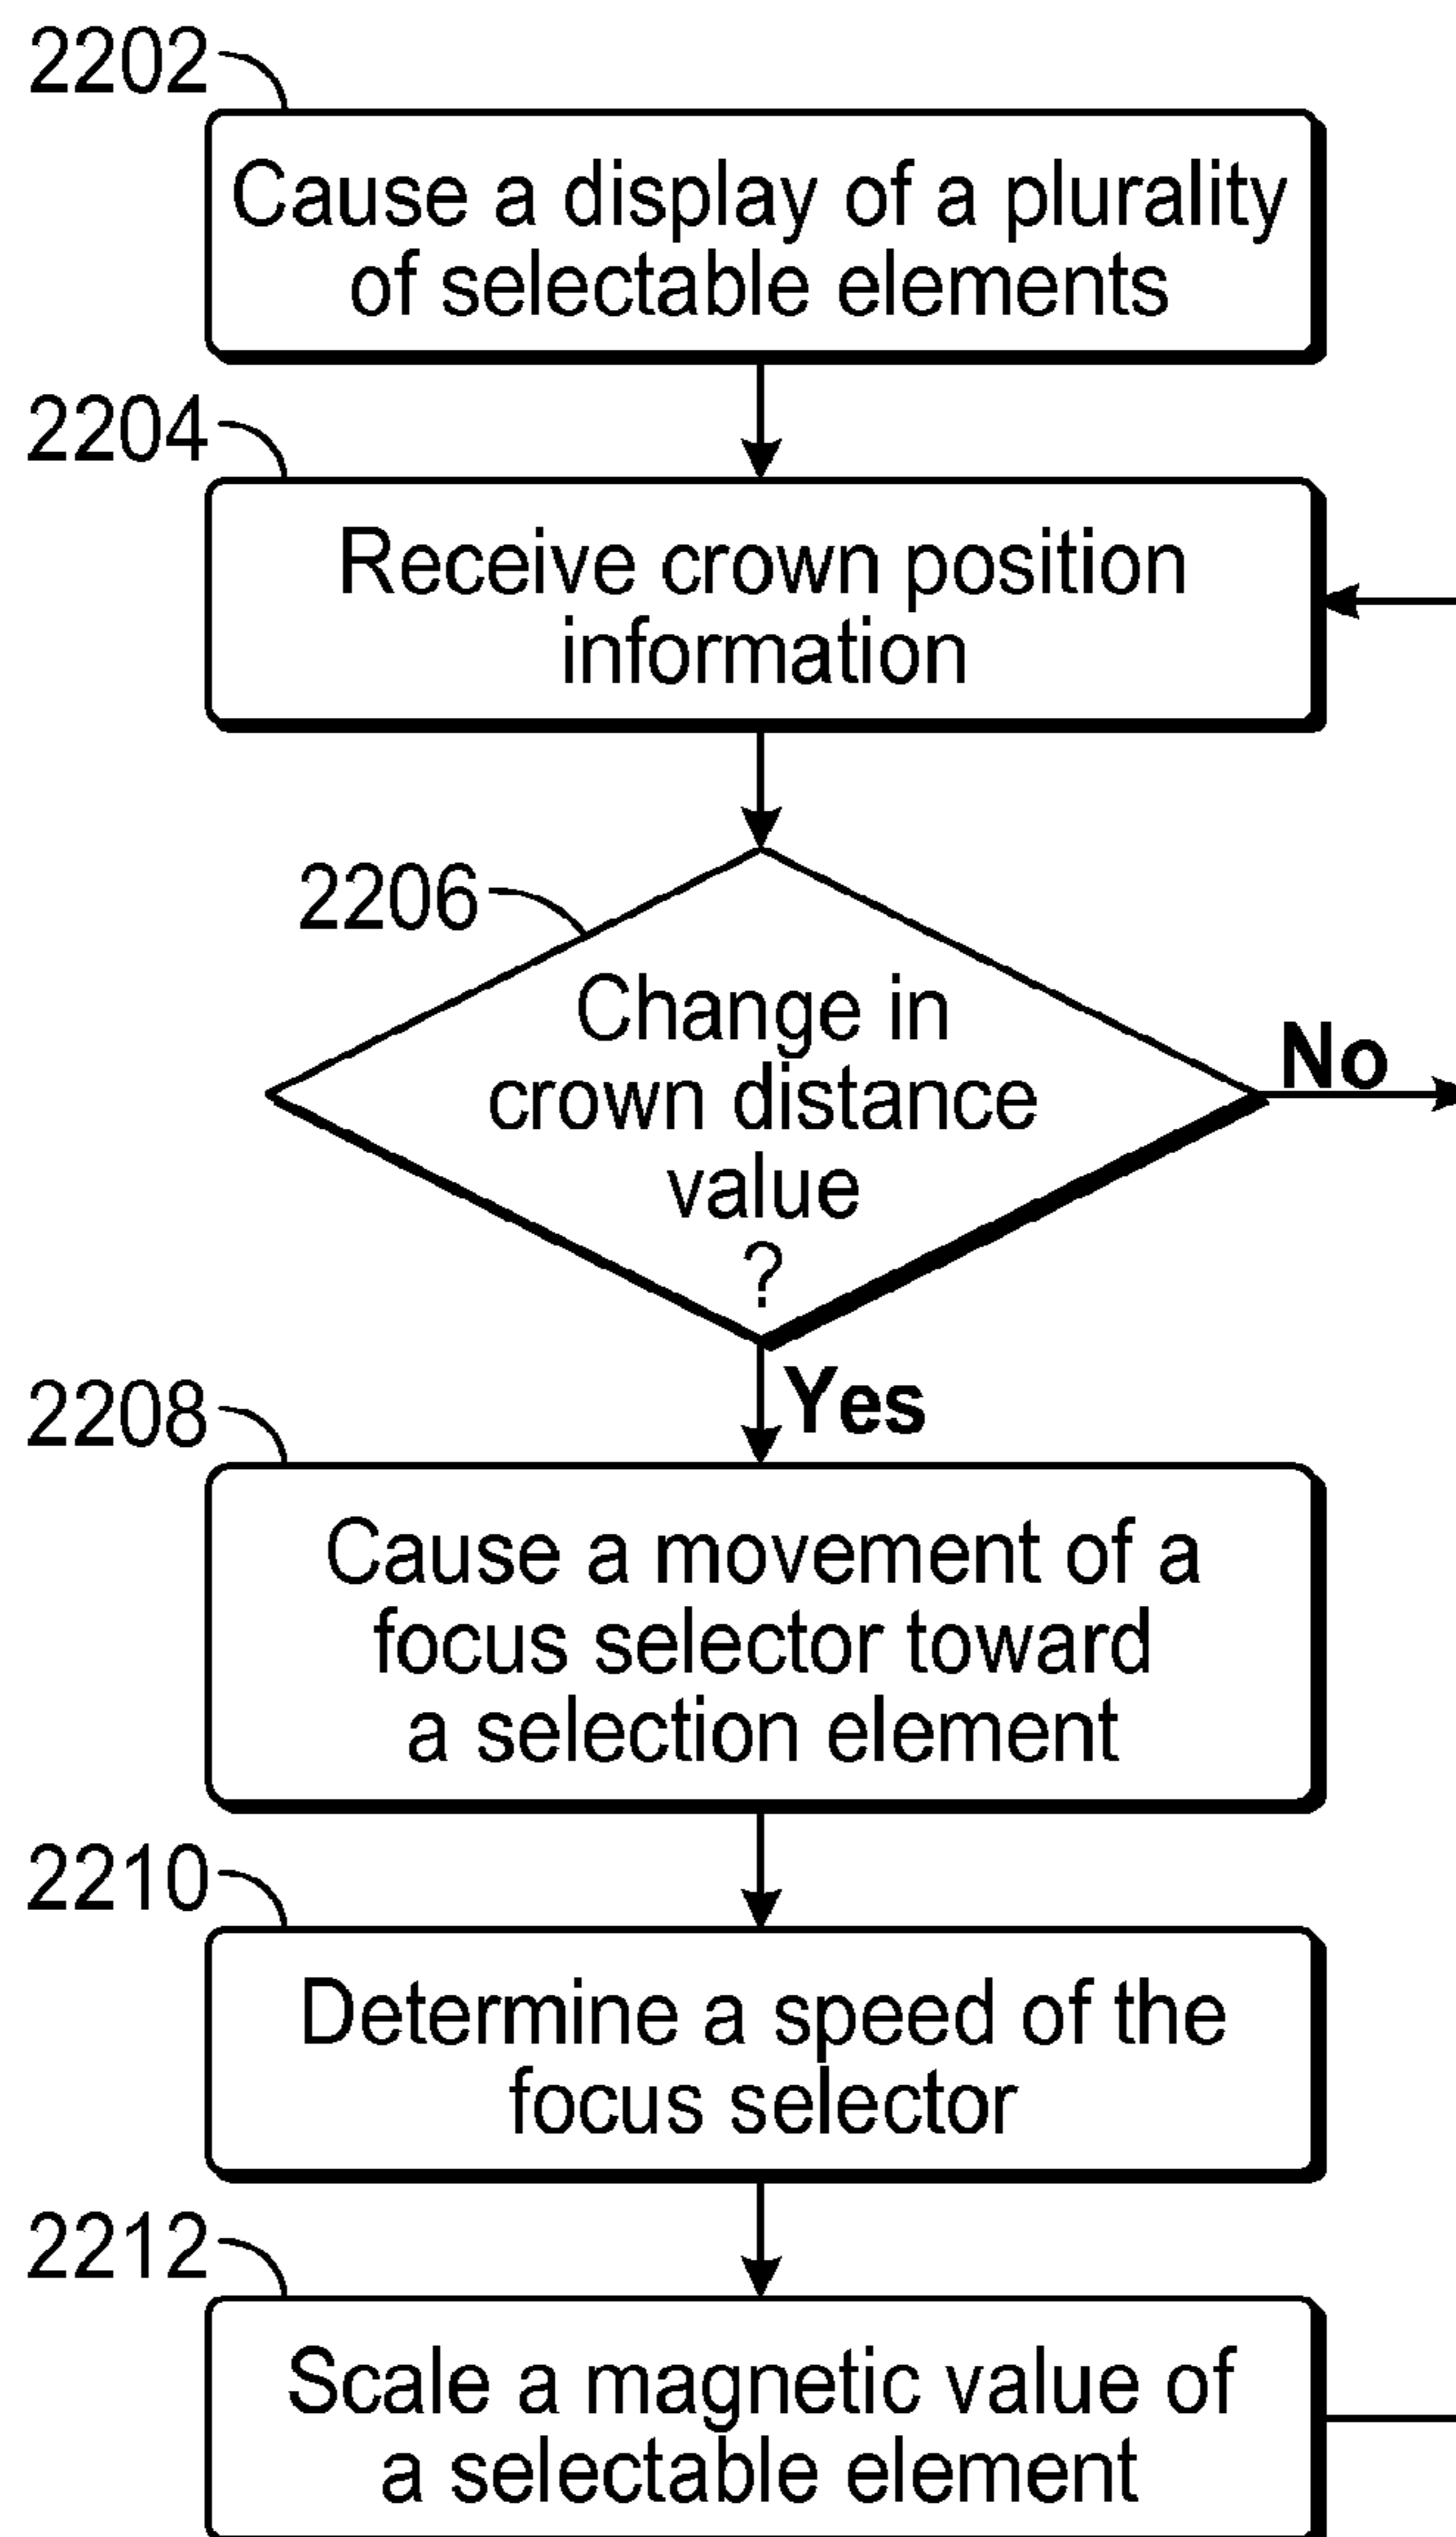 2202
Cause a display of a plurality
of selectable elements
2204
Receive crown position
information
2206
Change in
crown distance
value
?
No
Yes
2208
Cause a movement of a
focus selector toward
a selection element
2210
Determine a speed of the
focus selector
2212
Scale a magnetic value of
a selectable element